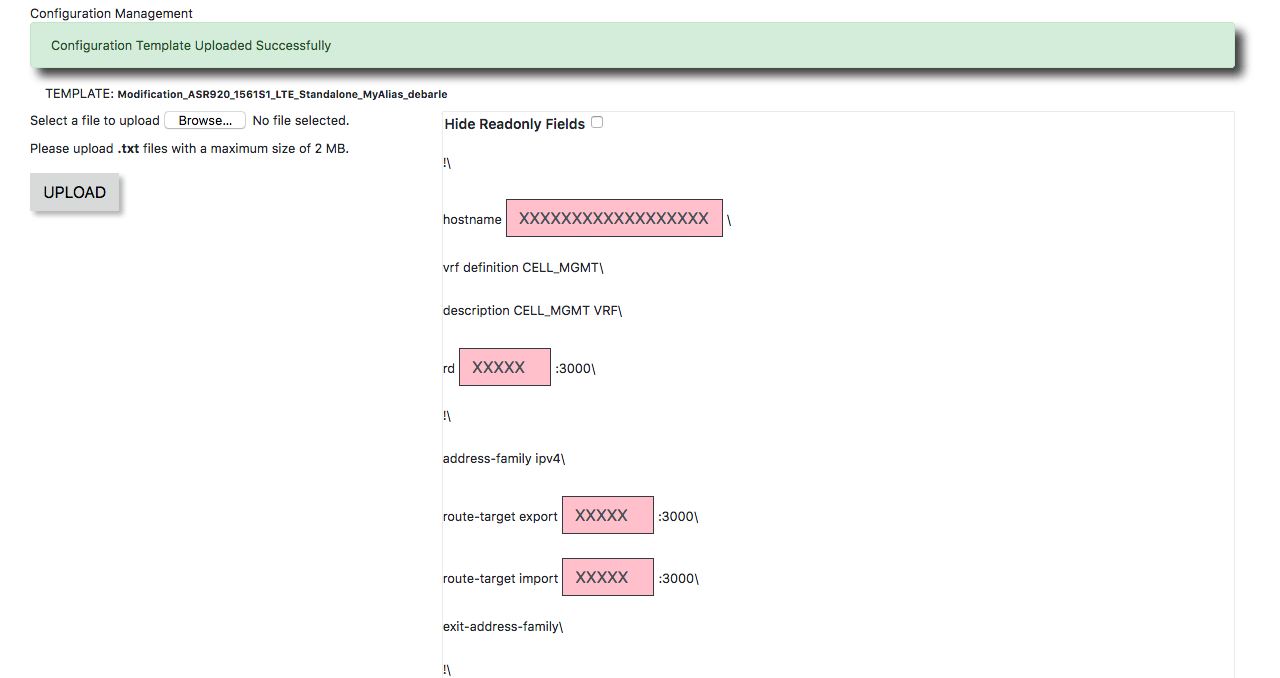 Configuration Management
Configuration Template Uploaded Successfully
TEMPLATE: Modification_ASR920_1561S1_LTE_Standalone_MyAlias_debarle
Select a file to upload Browse... No file selected.
Please upload .txt files with a maximum size of 2 MB.
UPLOAD
Hide Readonly Fields
!\
hostname XXXXXXXXXXXXXXXXXX \
vrf definition CELL_MGMT\
description CELL_MGMT VRF\
rd XXXXX :3000\
!\
address-family ipv4\
route-target export XXXXX :3000\
route-target import XXXXX :3000\
exit-address-family\
!\